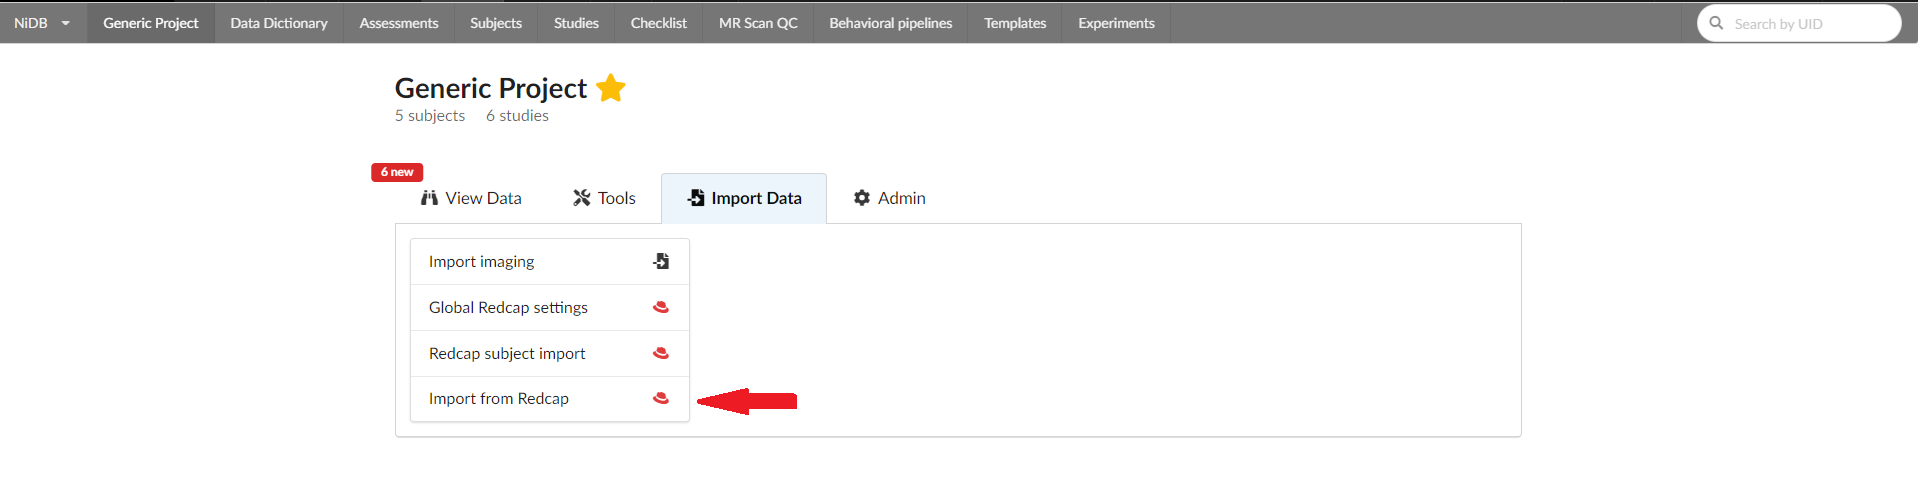 NiDB Generic Project Data Dictionary Assessments Subjects Studies Checklist MR Scan QC Behavioral pipelines Templates Experiments Search by UID
Generic Project
5 subjects 6 studies
6 new
View Data Tools Import Data Admin
Import imaging
Global Redcap settings
Redcap subject import
Import from Redcap